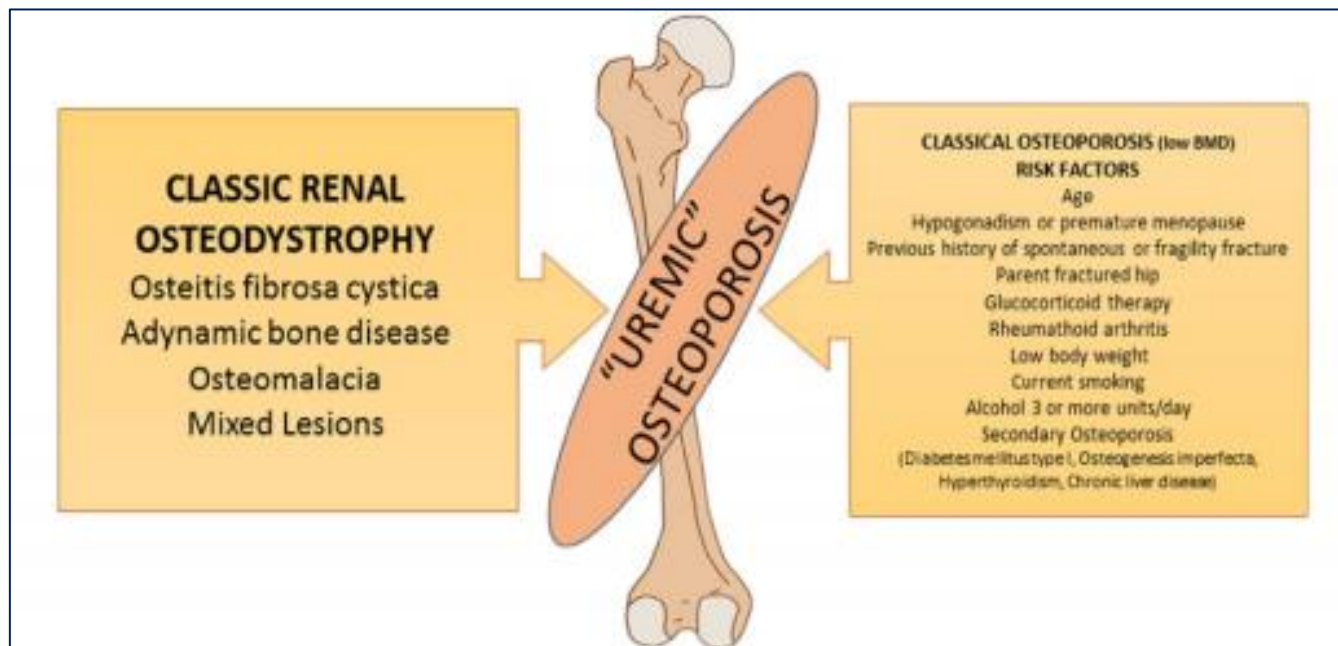 CLASSIC RENAL
OSTEODYSTROPHY
Osteitis fibrosa cystica
Adynamic bone disease
Osteomalacia
Mixed Lesions
"UREMIC"
OSTEOPOROSIS
CLASSICAL OSTEOPOROSIS (low BMD)
RISK FACTORS
Age
Hypogonadism or premature menopause
Previous history of spontaneous or fragility fracture
Parent fractured hip
Glucocorticoid therapy
Rheumathoid arthritis
Low body weight
Current smoking
Alcohol 3 or more units/day
Secondary Osteoporosis
(Diabetes mellitus type I, Osteogenesis imperfecta,
Hyperthyroidism, Chronic liver disease)